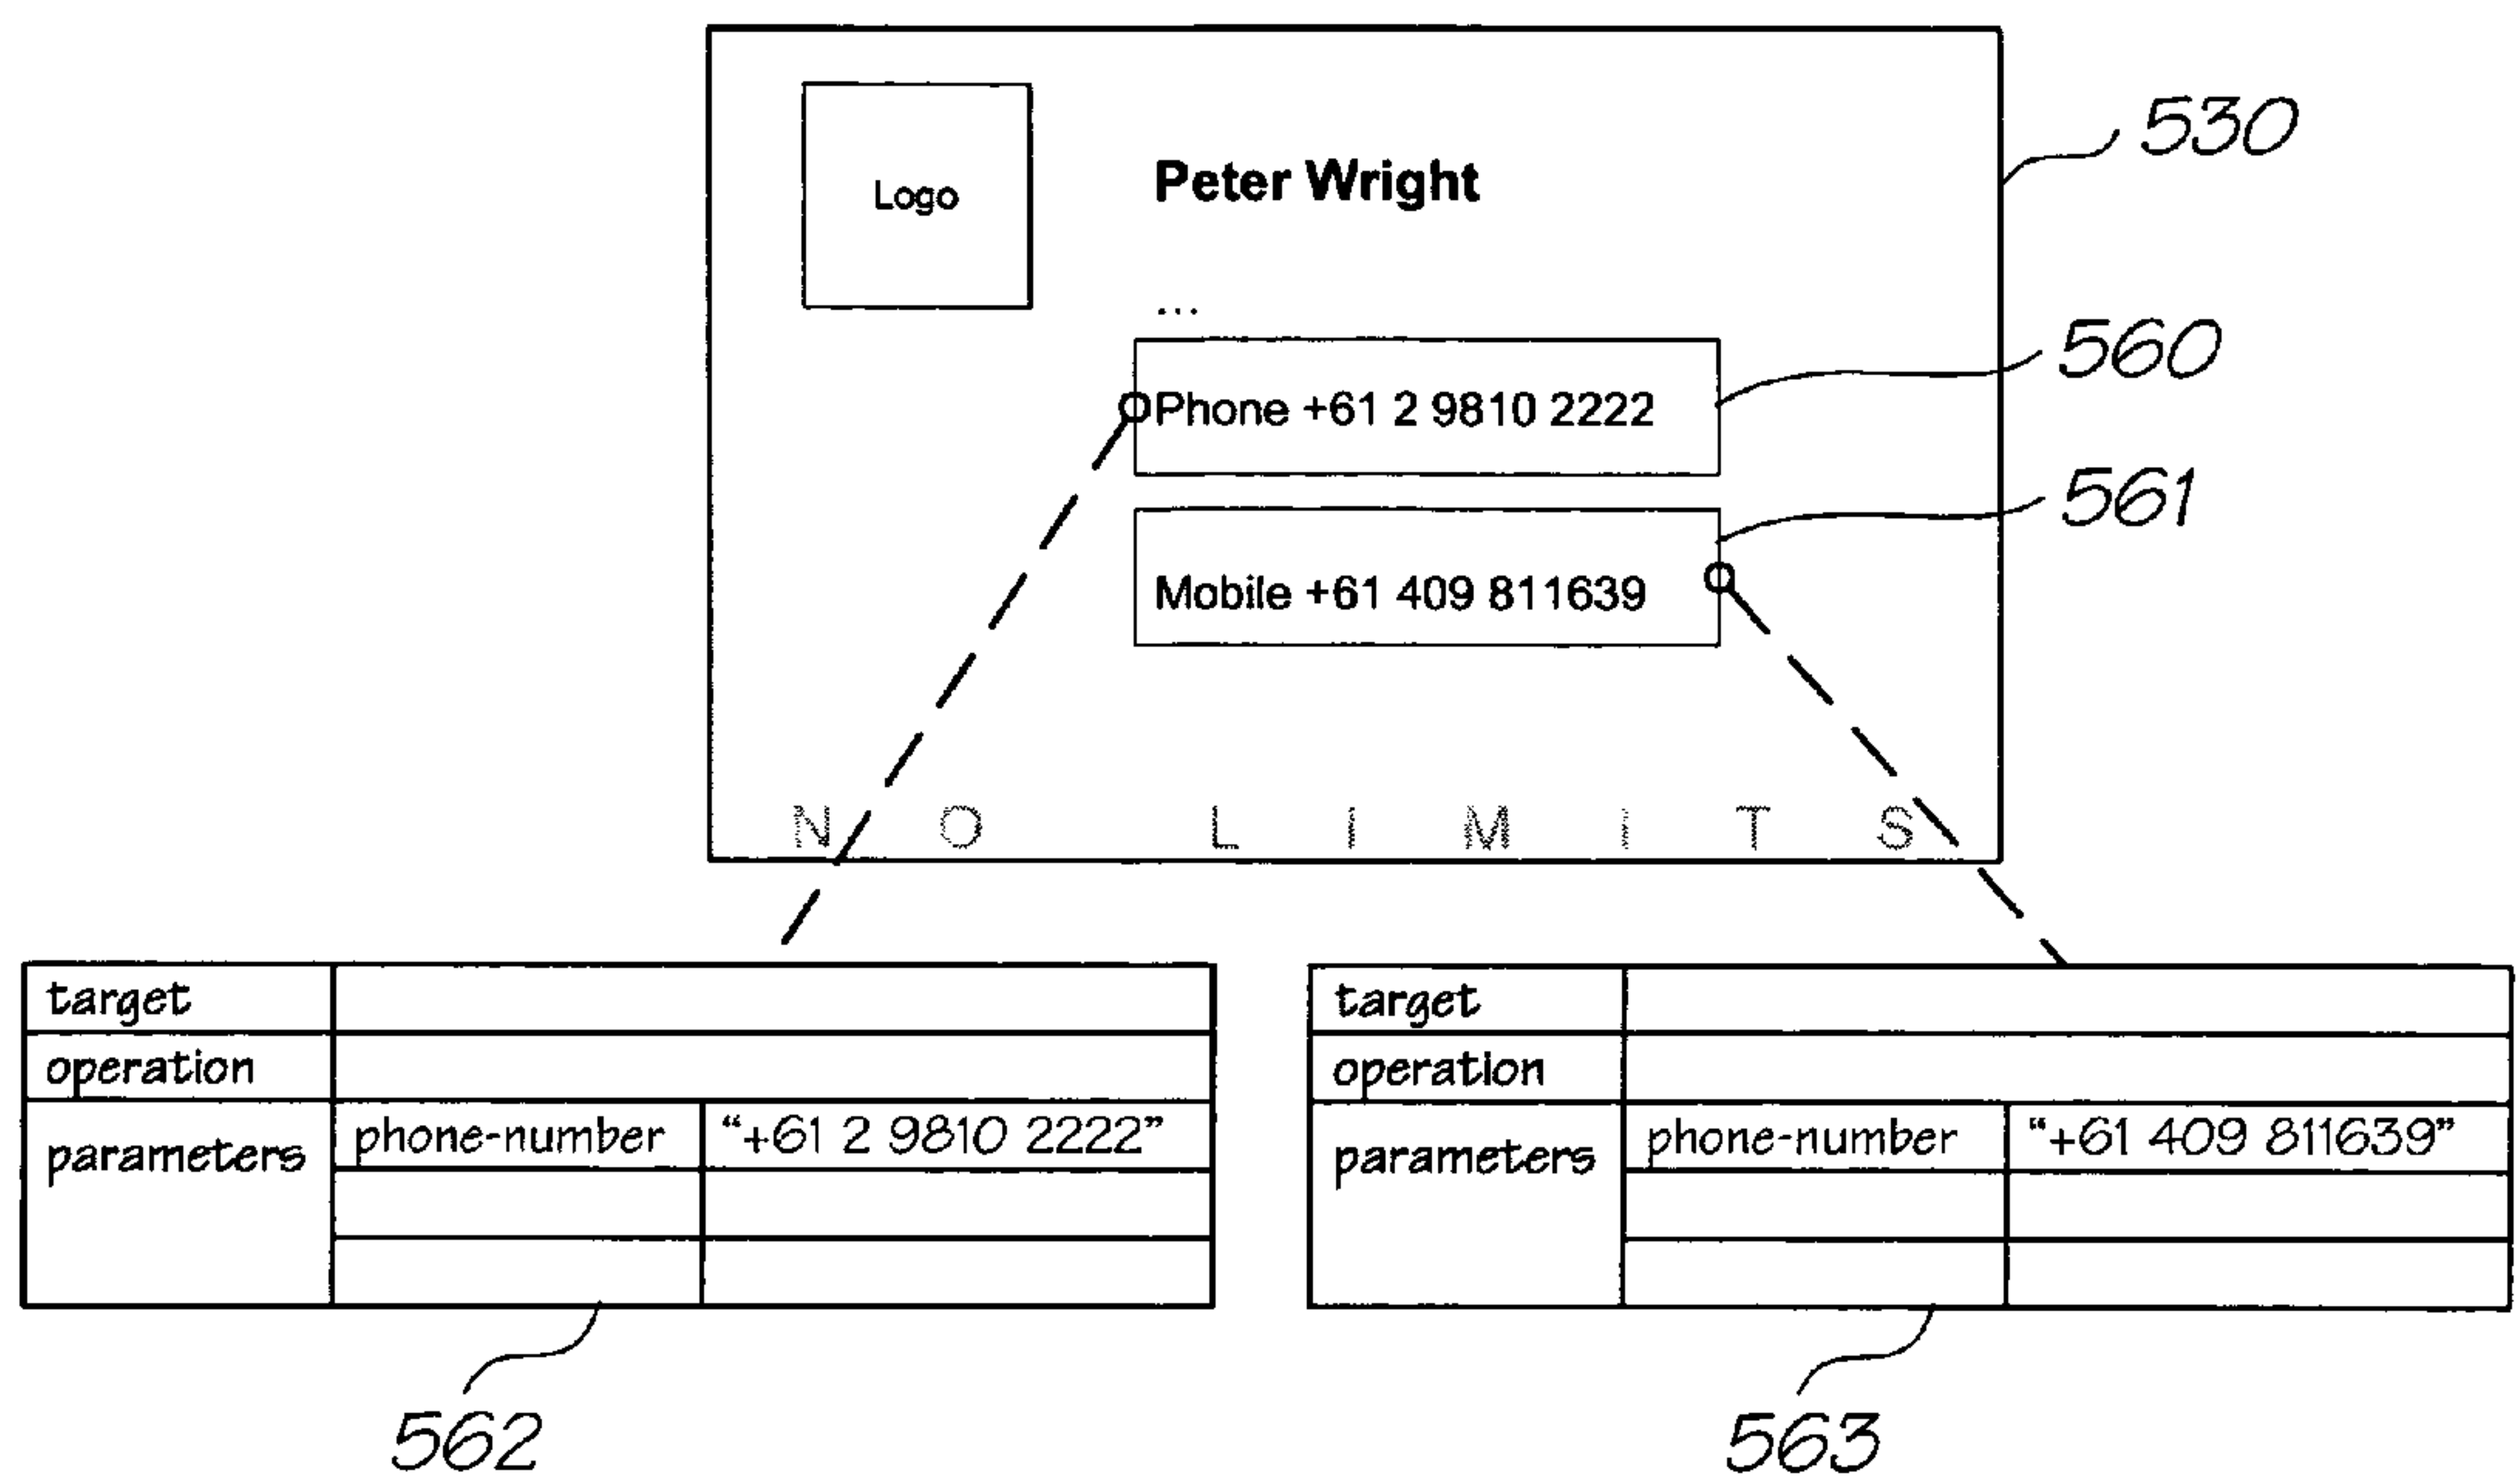 530
Logo
Peter Wright
...
560
Phone +61 2 9810 2222
561
Mobile +61 409 811639
N O L I M I T S
target
operation
parameters phone-number “+61 2 9810 2222”
562
target
operation
parameters phone-number “+61 409 811639”
563